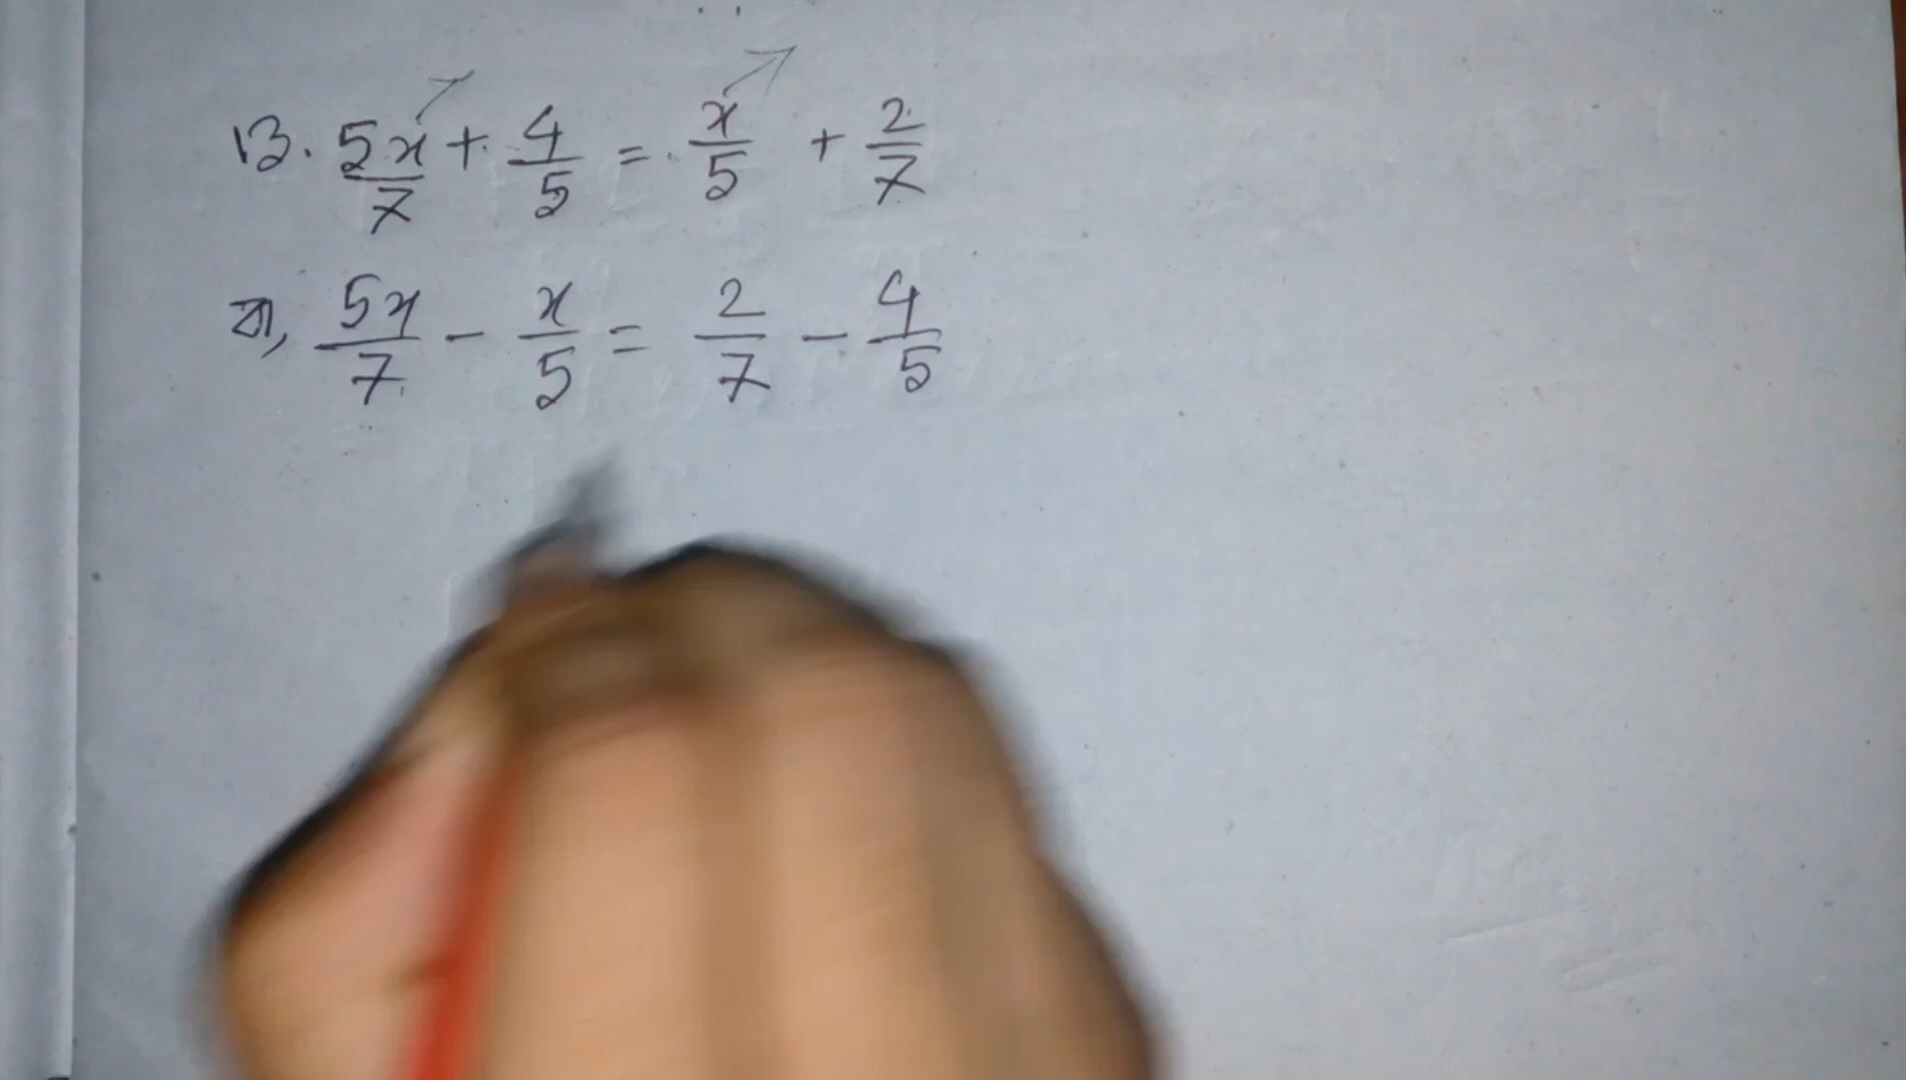 13. 5x/7 + 4/5 = x/5 + 2/7
বা, 5x/7 - x/5 = 2/7 - 4/5